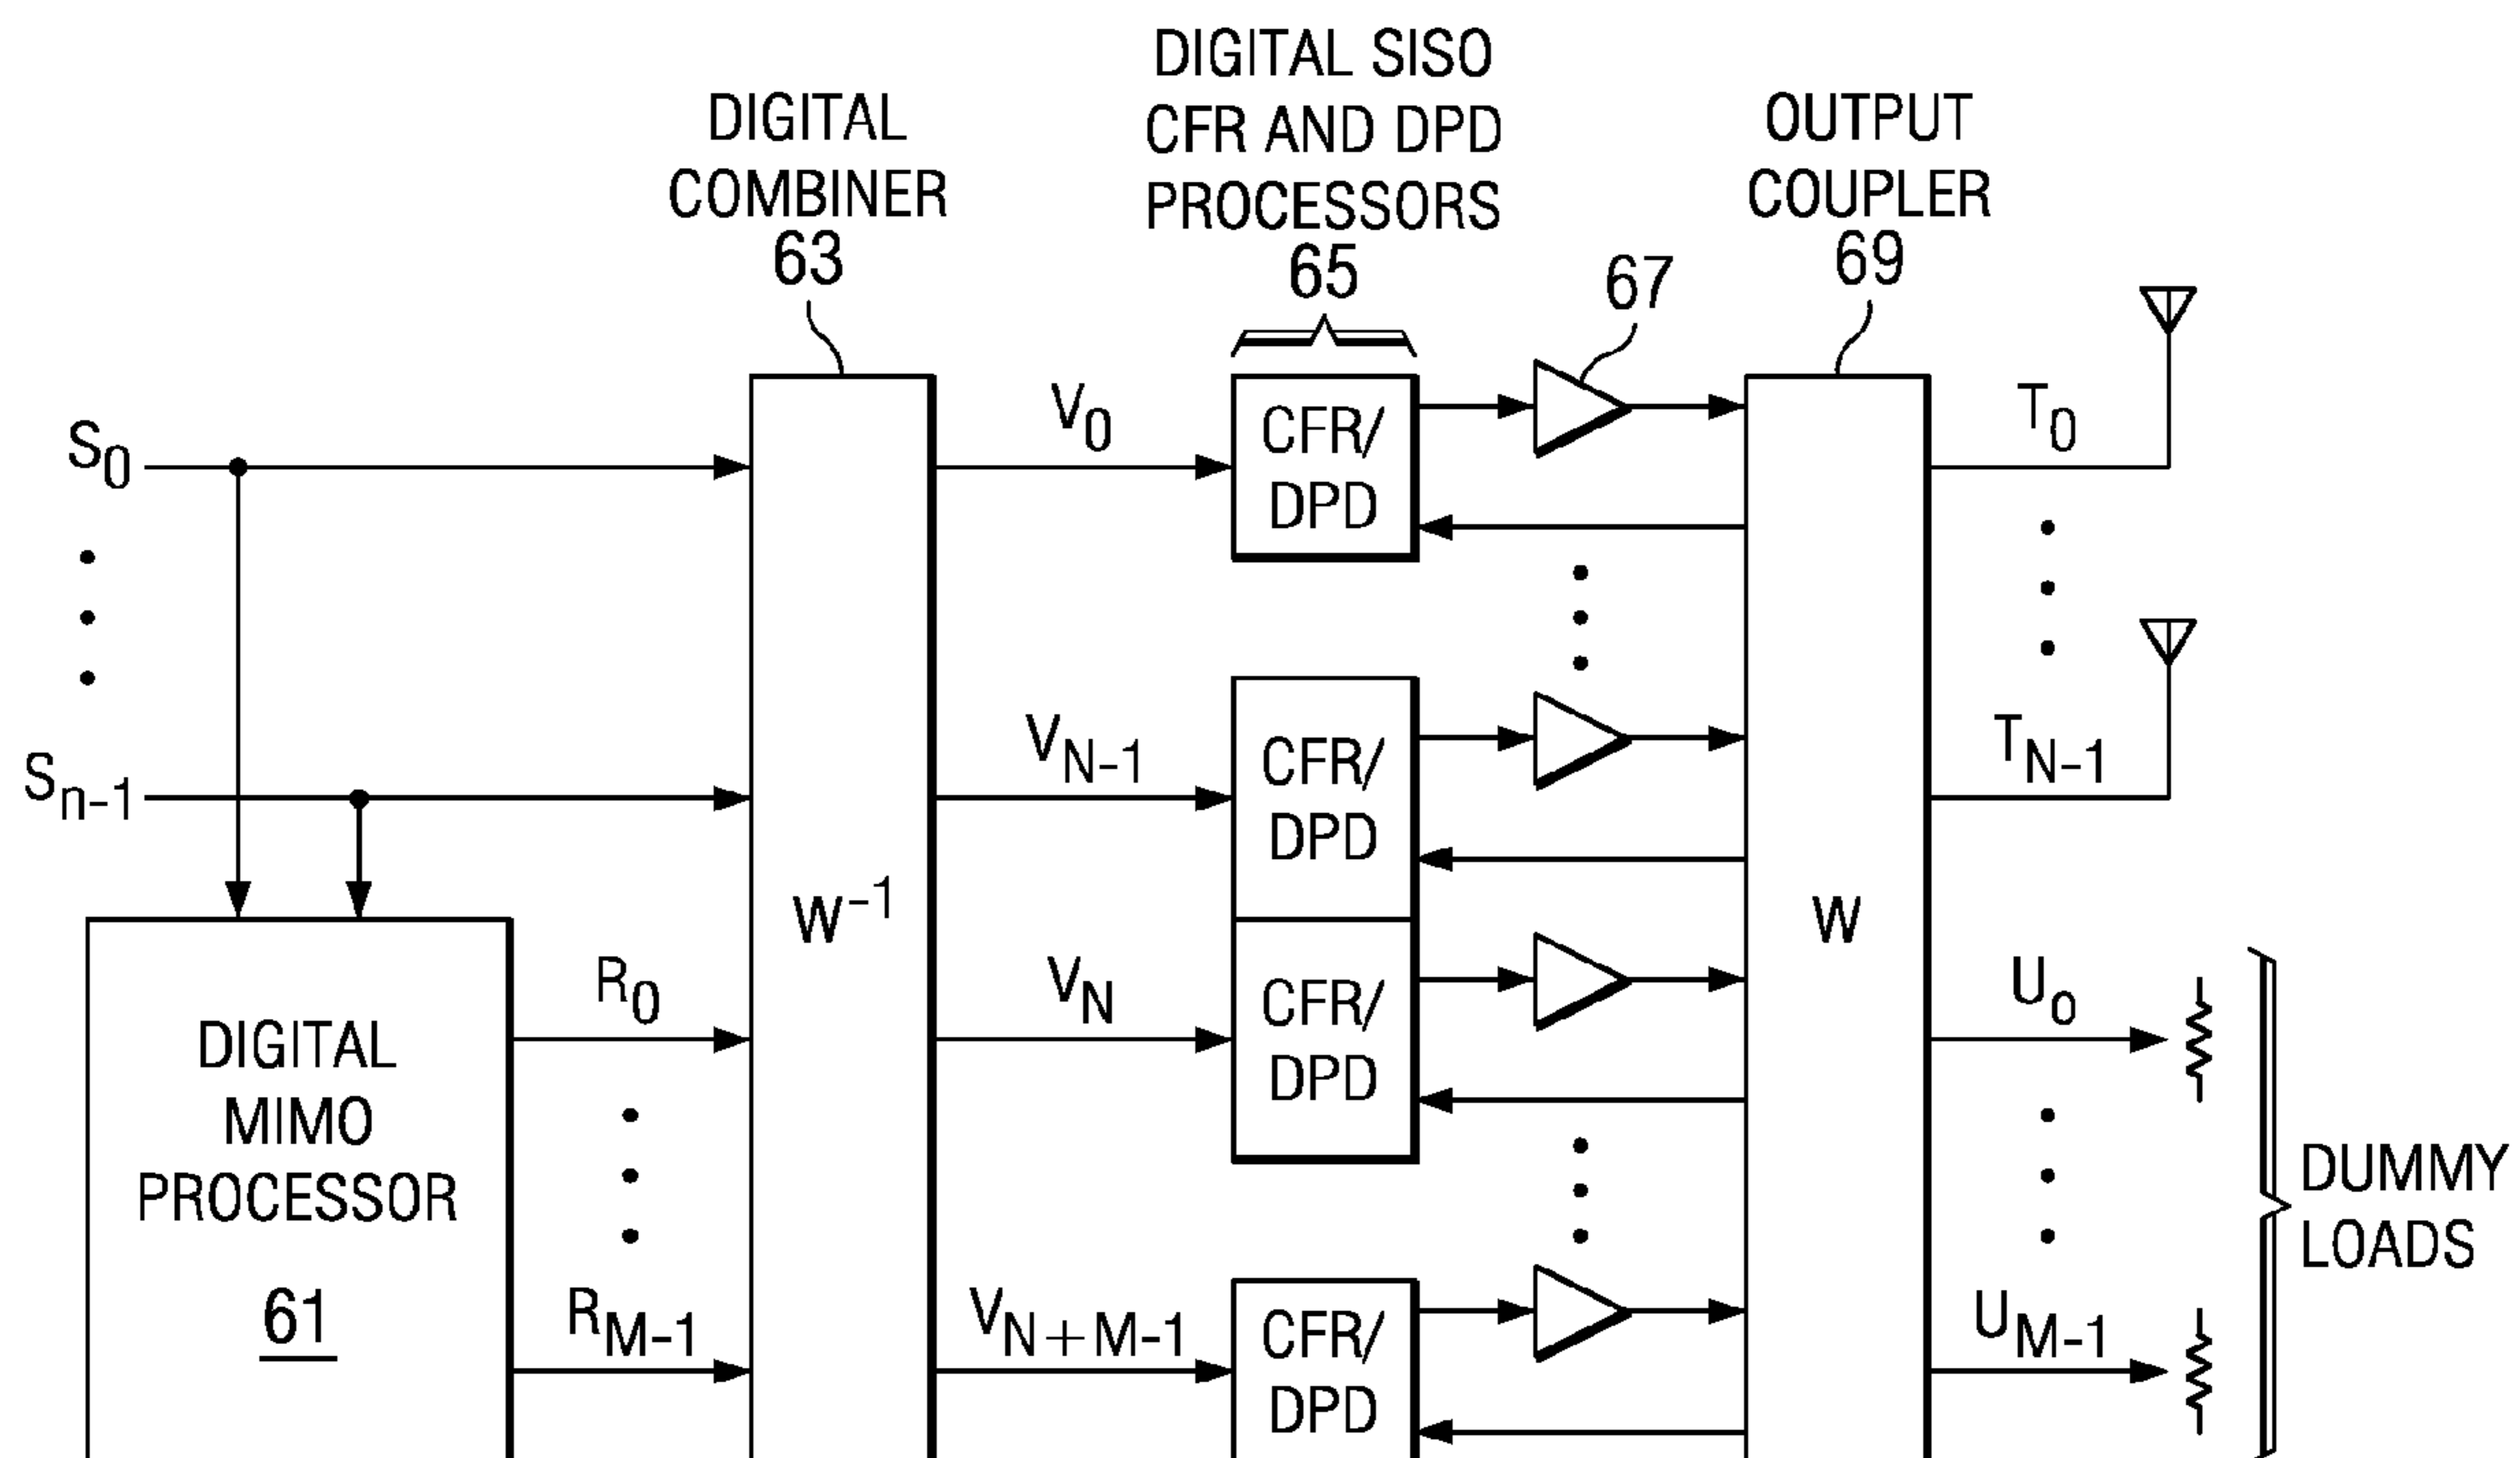 DIGITAL
COMBINER
63
DIGITAL SISO
CFR AND DPD
PROCESSORS
65
67
OUTPUT
COUPLER
69
S0
Sn-1
DIGITAL
MIMO
PROCESSOR
61
R0
RM-1
W-1
V0
VN-1
VN
VN+M-1
CFR/
DPD
CFR/
DPD
CFR/
DPD
CFR/
DPD
W
T0
TN-1
U0
UM-1
DUMMY
LOADS